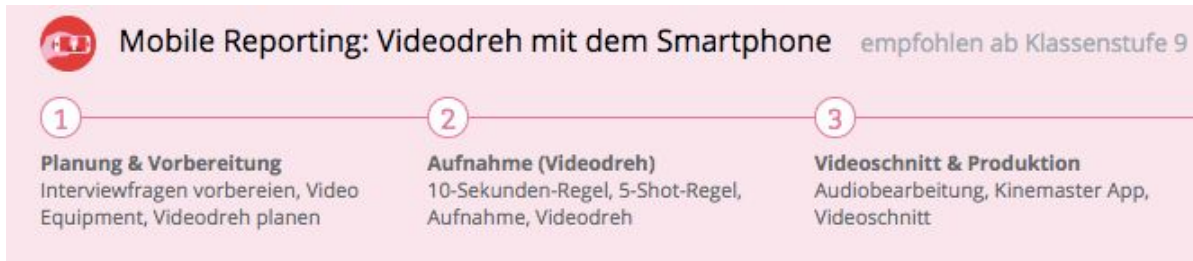 Mobile Reporting: Videodreh mit dem Smartphone empfohlen ab Klassenstufe 9
1
2
3
Planung & Vorbereitung
Interviewfragen vorbereien, Video
Equipment, Videodreh planen
Aufnahme (Videodreh)
10-Sekunden-Regel, 5-Shot-Regel,
Aufnahme, Videodreh
Videoschnitt & Produktion
Audiobearbeitung, Kinemaster App,
Videoschnitt